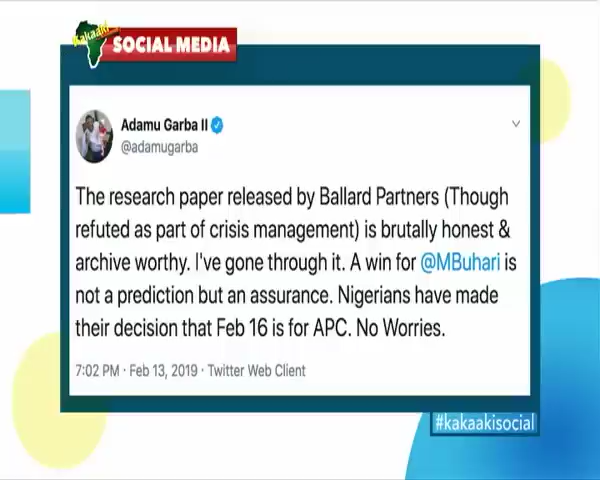 Kakaaki
SOCIAL MEDIA
Adamu Garba II
@adamugarba
The research paper released by Ballard Partners (Though
refuted as part of crisis management) is brutally honest &
archive worthy. I've gone through it. A win for @MBuhari is
not a prediction but an assurance. Nigerians have made
their decision that Feb 16 is for APC. No Worries.
7:02 PM · Feb 13, 2019 · Twitter Web Client
#kakaakisocial